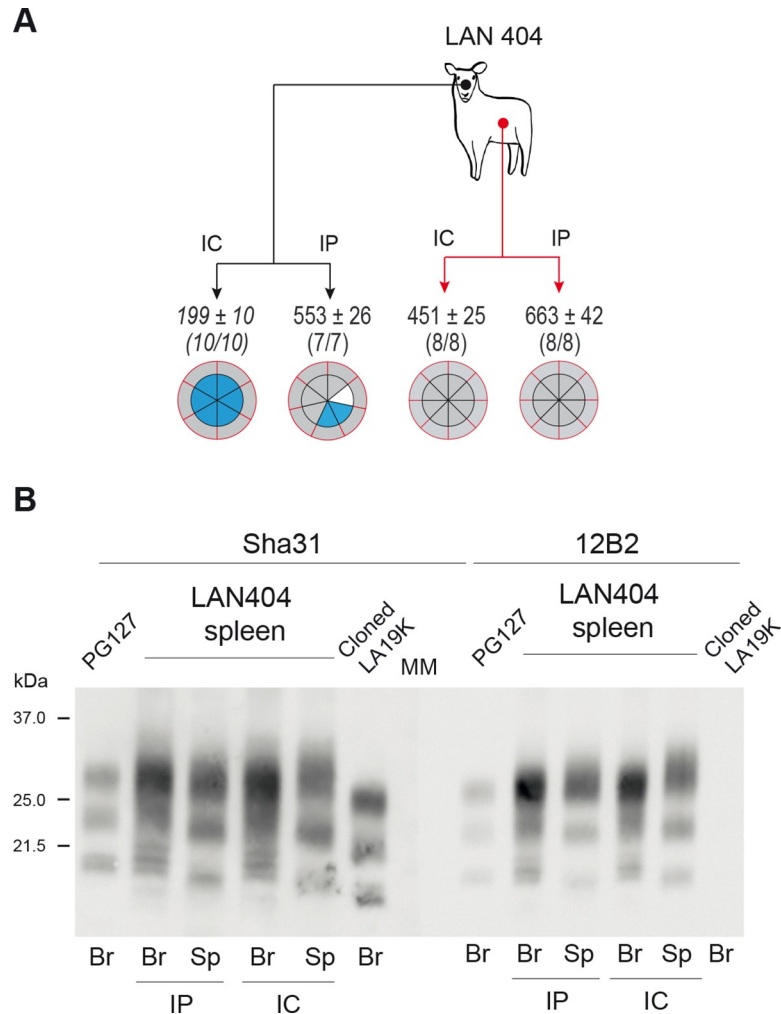 A
LAN 404
IC IP IC IP
199 ± 10 553 ± 26 451 ± 25 663 ± 42
(10/10) (7/7) (8/8) (8/8)
B
Sha31 12B2
PG127 LAN404 spleen Cloned LA19K MM PG127 LAN404 spleen Cloned LA19K
kDa
37.0
25.0
21.5
Br Br Sp Br Sp Br Br Br Sp Br Sp Br
IP IC IP IC